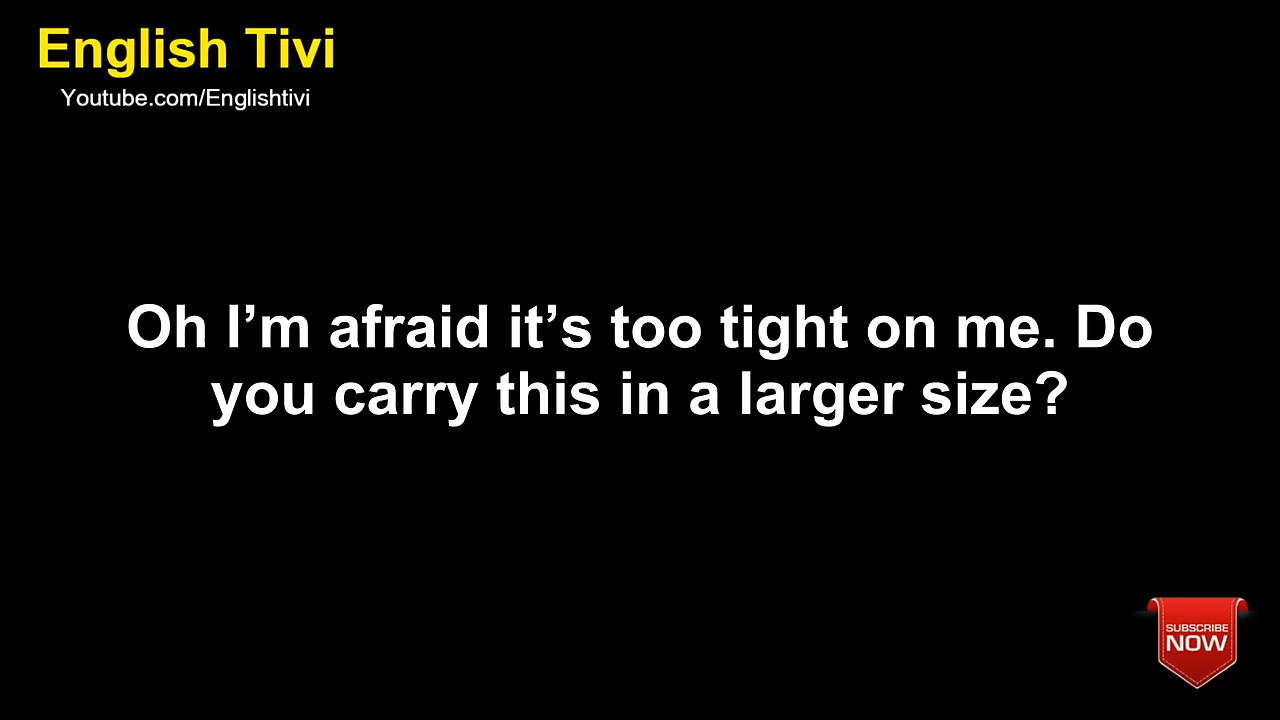 English Tivi
Youtube.com/Englishtivi
Oh I’m afraid it’s too tight on me. Do
you carry this in a larger size?
SUBSCRIBE
NOW